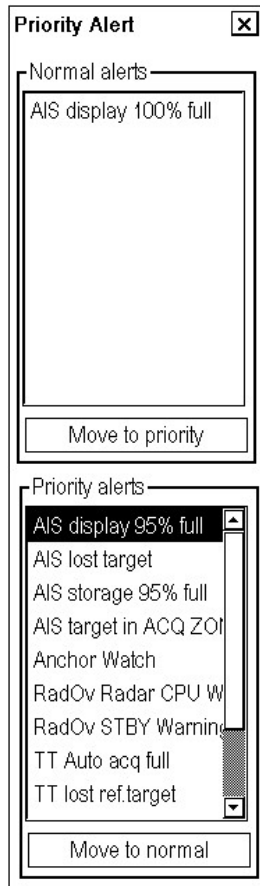 Priority Alert
Normal alerts
AIS display 100% full
Move to priority
Priority alerts
AIS display 95% full
AIS lost target
AIS storage 95% full
AIS target in ACQ ZO
Anchor Watch
RadOv Radar CPU W
RadOv STBY Warning
TT Auto acq full
TT lost ref.target
Move to normal